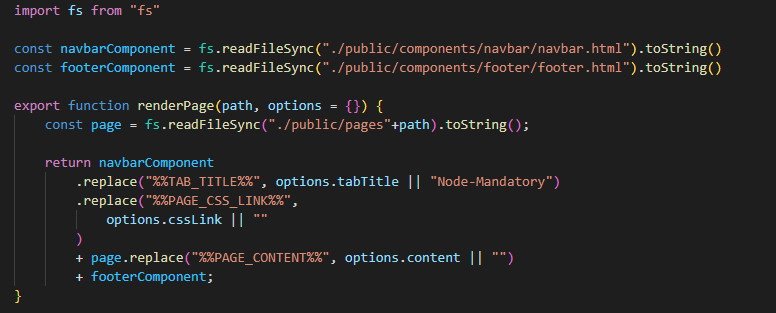 import fs from "fs"

const navbarComponent = fs.readFileSync("./public/components/navbar/navbar.html").toString()
const footerComponent = fs.readFileSync("./public/components/footer/footer.html").toString()

export function renderPage(path, options = {}) {
    const page = fs.readFileSync("./public/pages"+path).toString();

    return navbarComponent
        .replace("%%TAB_TITLE%%", options.tabTitle || "Node-Mandatory")
        .replace("%%PAGE_CSS_LINK%%",
            options.cssLink || ""
        )
        + page.replace("%%PAGE_CONTENT%%", options.content || "")
        + footerComponent;
}